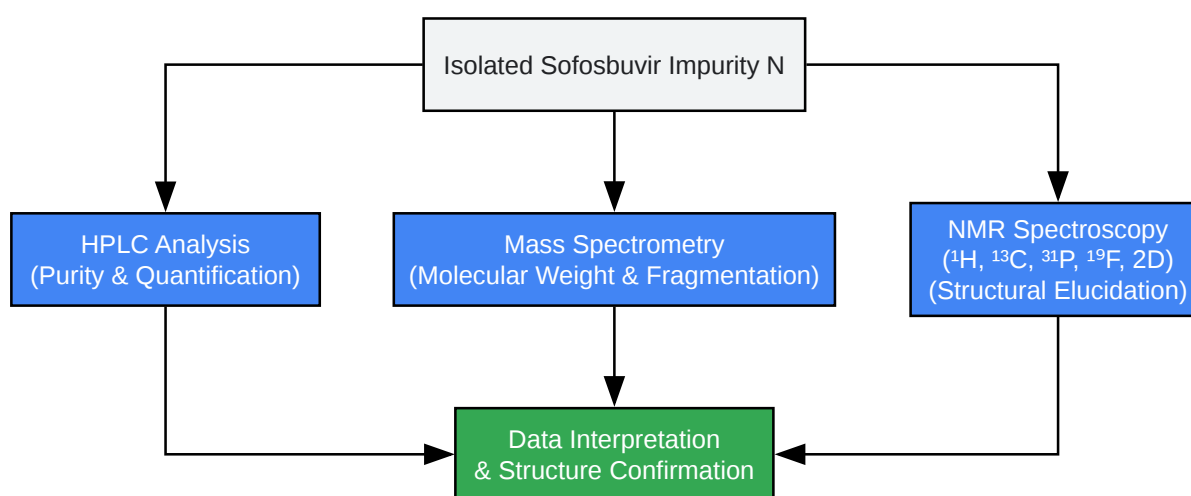 Isolated Sofosbuvir Impurity N
HPLC Analysis
(Purity & Quantification)
Mass Spectrometry
(Molecular Weight & Fragmentation)
NMR Spectroscopy
(¹H, ¹³C, ³¹P, ¹⁹F, 2D)
(Structural Elucidation)
Data Interpretation
& Structure Confirmation